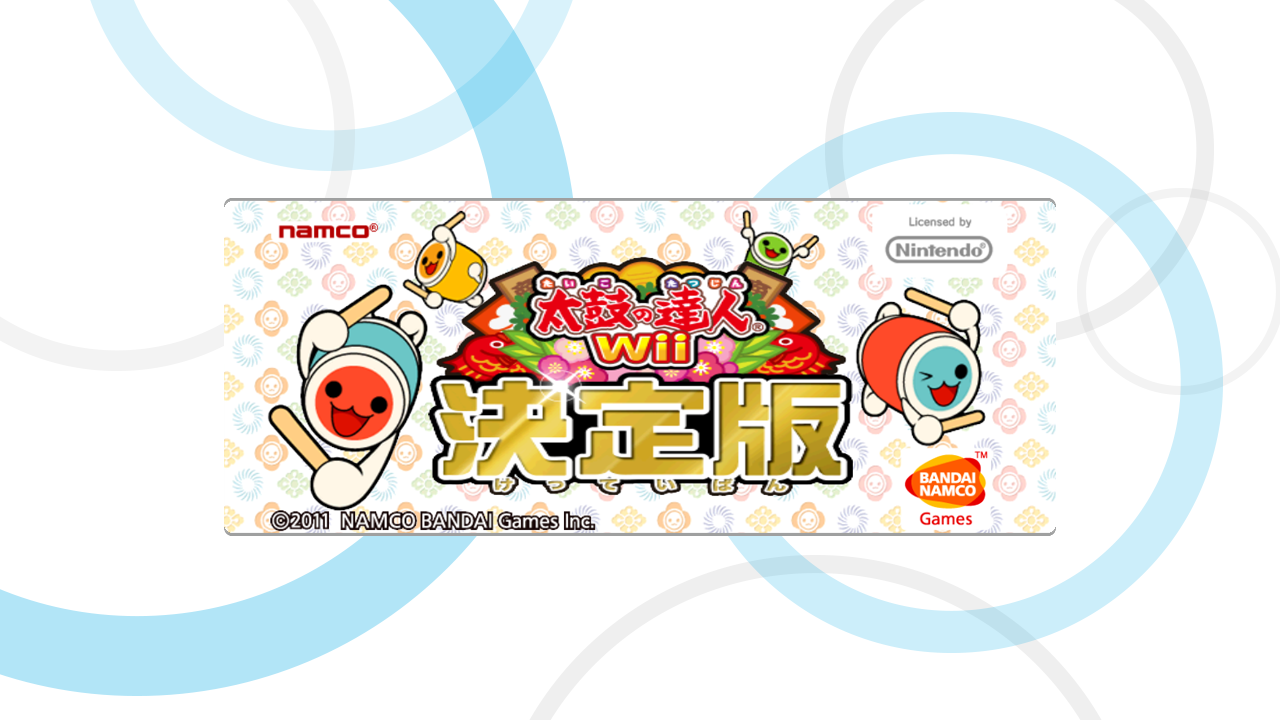 namco®
Licensed by
Nintendo®
たいこ たつじん
太鼓の達人®
Wii
決定版
けっていばん
BANDAI
NAMCO
TM
Games
©2011 NAMCO BANDAI Games Inc.